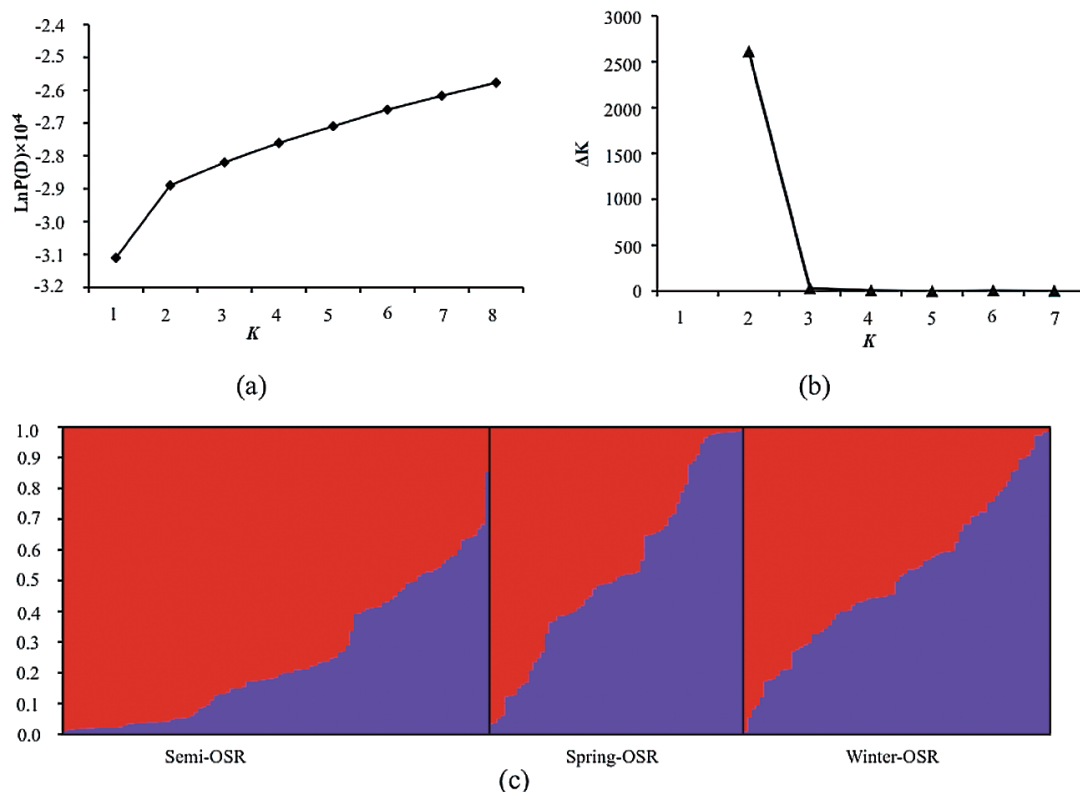 -2.4
-2.5
-2.6
-2.7
-2.8
-2.9
-3.0
-3.1
-3.2
LnP(D)×10⁻⁴
1 2 3 4 5 6 7 8
K
(a)
3000
2500
2000
1500
1000
500
0
ΔK
1 2 3 4 5 6 7
K
(b)
1.0
0.9
0.8
0.7
0.6
0.5
0.4
0.3
0.2
0.1
0.0
Semi-OSR Spring-OSR Winter-OSR
(c)